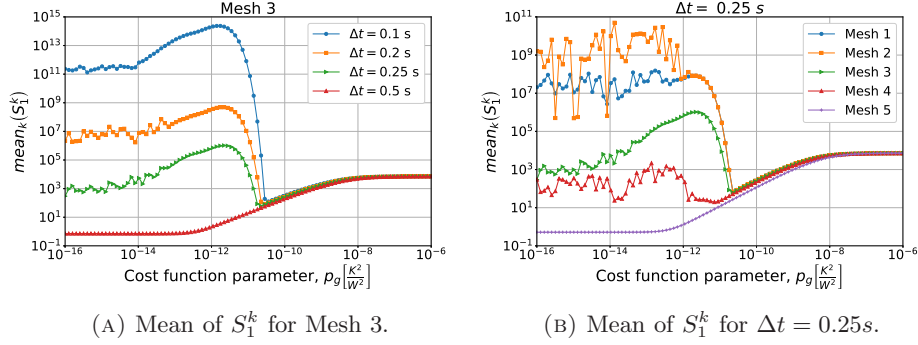 Mesh 3
10^15
10^13
10^11
10^9
10^7
10^5
10^3
10^1
10^−1
mean_k(S_1^k)
Δt = 0.1 s
Δt = 0.2 s
Δt = 0.25 s
Δt = 0.5 s
10^−16 10^−14 10^−12 10^−10 10^−8 10^−6
Cost function parameter, p_g[K^2/W^2]
(A) Mean of S_1^k for Mesh 3.
Δt = 0.25 s
10^11
10^9
10^7
10^5
10^3
10^1
10^−1
mean_k(S_1^k)
Mesh 1
Mesh 2
Mesh 3
Mesh 4
Mesh 5
10^−16 10^−14 10^−12 10^−10 10^−8 10^−6
Cost function parameter, p_g[K^2/W^2]
(B) Mean of S_1^k for Δt = 0.25s.